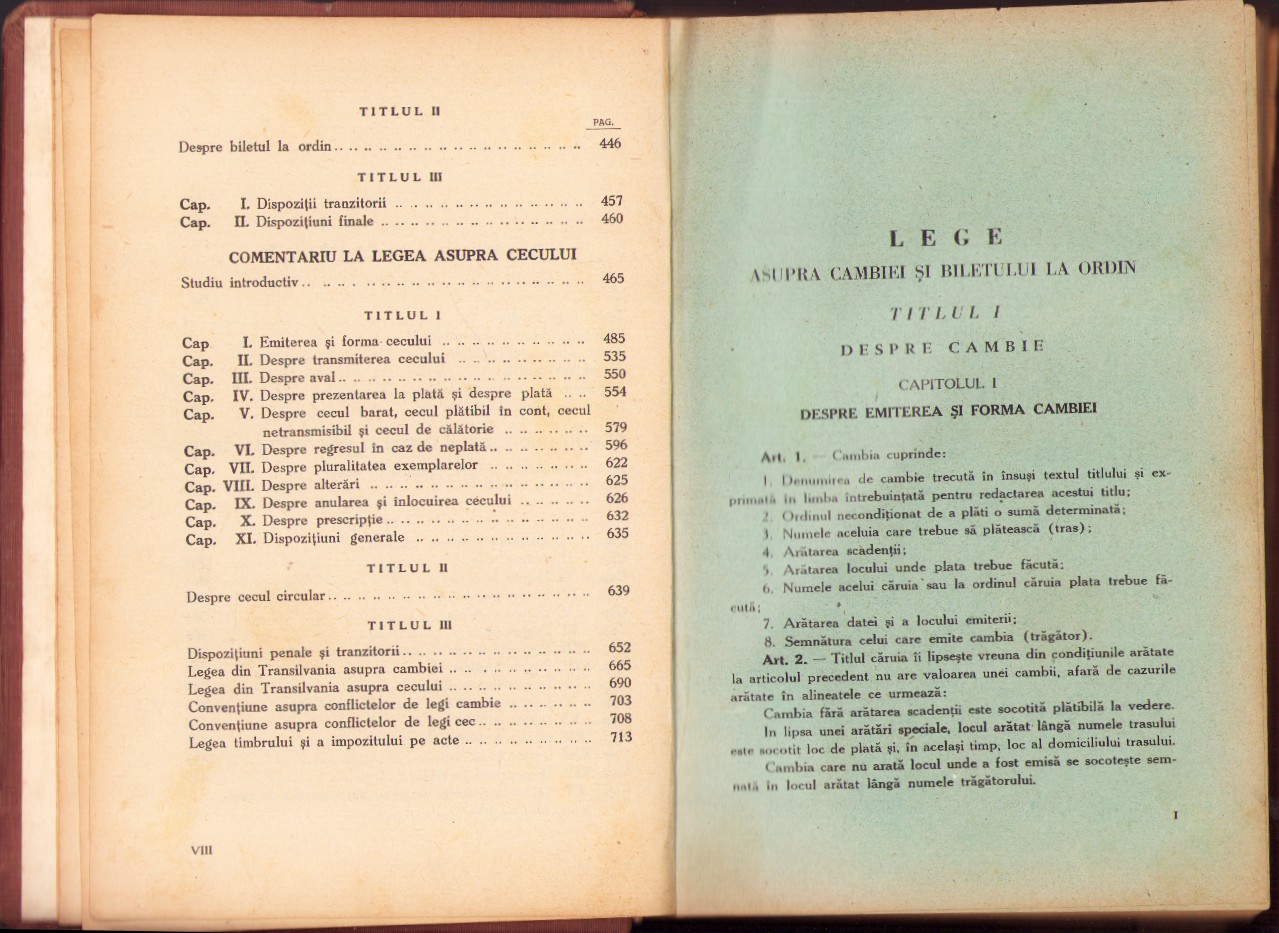 TITLUL II
PAG.
Despre biletul la ordin .. .. .. .. .. .. .. .. .. .. .. .. .. .. .. .. .. 446
TITLUL III
Cap. I. Dispoziții tranzitorii .. .. .. .. .. .. .. .. .. .. .. .. .. 457
Cap. II. Dispozițiuni finale .. .. .. .. .. .. .. .. .. .. .. .. .. .. 460
COMENTARIU LA LEGEA ASUPRA CECULUI
Studiu introductiv .. .. .. .. .. .. .. .. .. .. .. .. .. .. .. .. .. .. 465
TITLUL I
Cap I. Emiterea și forma cecului .. .. .. .. .. .. .. .. .. .. 485
Cap. II. Despre transmiterea cecului .. .. .. .. .. .. .. .. .. 535
Cap. III. Despre aval .. .. .. .. .. .. .. .. .. .. .. .. .. .. .. .. .. 550
Cap. IV. Despre prezentarea la plată și despre plată .. .. 554
Cap. V. Despre cecul barat, cecul plătibil în cont, cecul
netransmisibil și cecul de călătorie .. .. .. .. .. .. 579
Cap. VI. Despre regresul în caz de neplată .. .. .. .. .. .. .. 596
Cap. VII. Despre pluralitatea exemplarelor .. .. .. .. .. .. .. 622
Cap. VIII. Despre alterări .. .. .. .. .. .. .. .. .. .. .. .. .. .. .. 625
Cap. IX. Despre anularea și înlocuirea cecului .. .. .. .. .. 626
Cap. X. Despre prescripție .. .. .. .. .. .. .. .. .. .. .. .. .. .. 632
Cap. XI. Dispozițiuni generale .. .. .. .. .. .. .. .. .. .. .. .. 635
TITLUL II
Despre cecul circular .. .. .. .. .. .. .. .. .. .. .. .. .. .. .. .. .. .. 639
TITLUL III
Dispozițiuni penale și tranzitorii .. .. .. .. .. .. .. .. .. .. .. .. .. 652
Legea din Transilvania asupra cambiei .. .. .. .. .. .. .. .. .. .. 665
Legea din Transilvania asupra cecului .. .. .. .. .. .. .. .. .. .. 690
Convențiune asupra conflictelor de legi cambie .. .. .. .. .. .. 703
Convențiune asupra conflictelor de legi cec .. .. .. .. .. .. .. .. 708
Legea timbrului și a impozitului pe acte .. .. .. .. .. .. .. .. .. 713
VIII
LEGE
ASUPRA CAMBIEI ȘI BILETULUI LA ORDIN
TITLUL I
DESPRE CAMBIE
CAPITOLUL I
DESPRE EMITEREA ȘI FORMA CAMBIEI
Art. 1. — Cambia cuprinde:
1. Denumirea de cambie trecută în însuși textul titlului și ex-
primată în limba întrebuințată pentru redactarea acestui titlu;
2. Ordinul necondiționat de a plăti o sumă determinată;
3. Numele aceluia care trebue să plătească (tras);
4. Arătarea scadenții;
5. Arătarea locului unde plata trebue făcută;
6. Numele acelui căruia sau la ordinul căruia plata trebue fă-
cută;
7. Arătarea datei și a locului emiterii;
8. Semnătura celui care emite cambia (trăgător).
Art. 2. — Titlul căruia îi lipsește vreuna din condițiunile arătate
la articolul precedent nu are valoarea unei cambii, afară de cazurile
arătate în alineatele ce urmează:
Cambia fără arătarea scadenții este socotită plătibilă la vedere.
In lipsa unei arătări speciale, locul arătat lângă numele trasului
este socotit loc de plată și, în același timp, loc al domiciliului trasului.
Cambia care nu arată locul unde a fost emisă se socotește sem-
nată în locul arătat lângă numele trăgătorului.
1